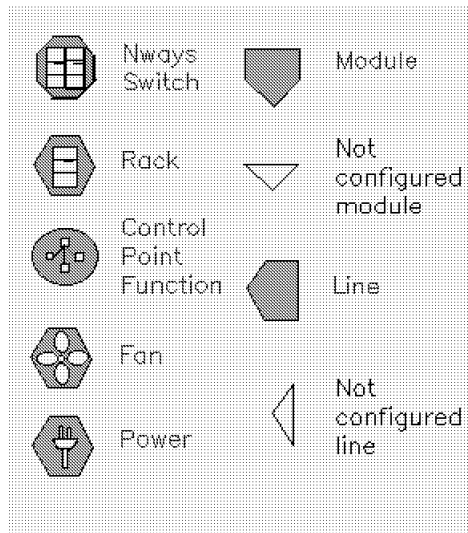 Nways
Switch
Rack
Control
Point
Function
Fan
Power
Module
Not
configured
module
Line
Not
configured
line